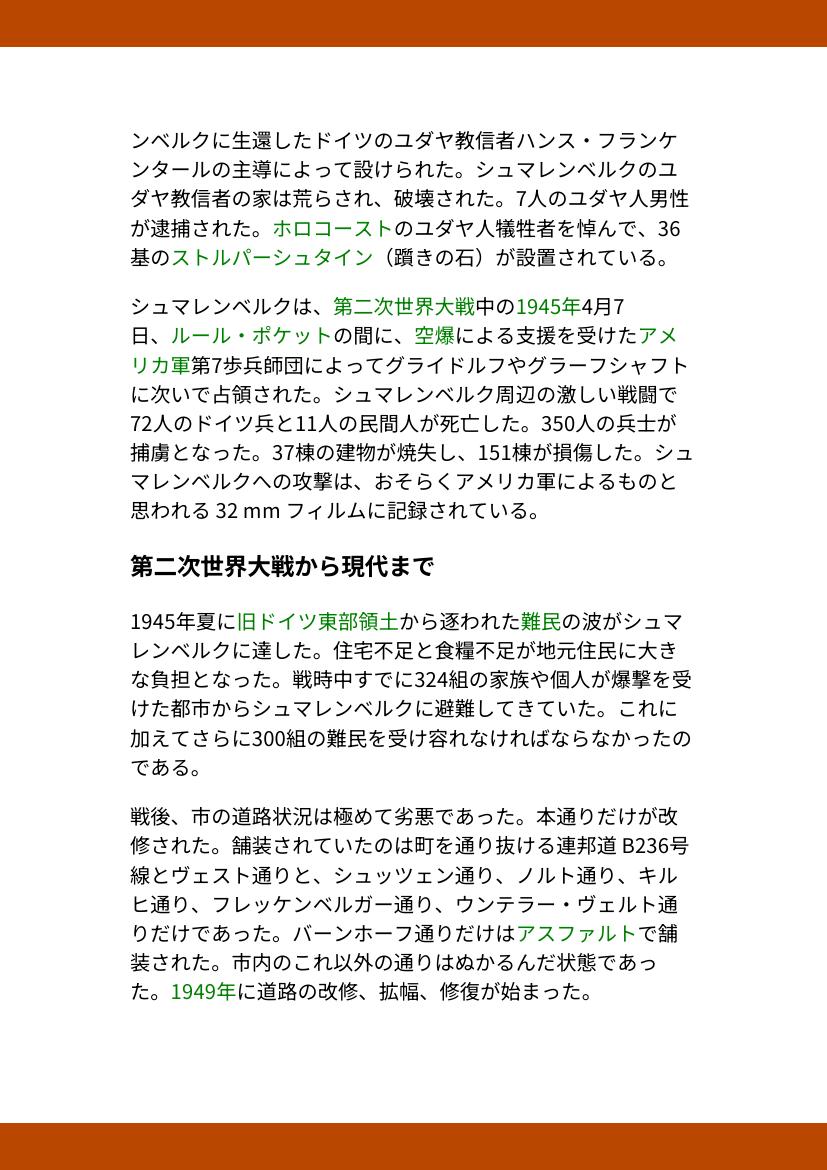 ンベルクに生還したドイツのユダヤ教信者ハンス・フランケ
ンタールの主導によって設けられた。シュマレンベルクのユ
ダヤ教信者の家は荒らされ、破壊された。7人のユダヤ人男性
が逮捕された。ホロコーストのユダヤ人犠牲者を悼んで、36
基のストルパーシュタイン（躓きの石）が設置されている。
シュマレンベルクは、第二次世界大戦中の1945年4月7
日、ルール・ポケットの間に、空爆による支援を受けたアメ
リカ軍第7歩兵師団によってグライドルフやグラーフシャフト
に次いで占領された。シュマレンベルク周辺の激しい戦闘で
72人のドイツ兵と11人の民間人が死亡した。350人の兵士が
捕虜となった。37棟の建物が焼失し、151棟が損傷した。シュ
マレンベルクへの攻撃は、おそらくアメリカ軍によるものと
思われる 32 mm フィルムに記録されている。
第二次世界大戦から現代まで
1945年夏に旧ドイツ東部領土から逐われた難民の波がシュマ
レンベルクに達した。住宅不足と食糧不足が地元住民に大き
な負担となった。戦時中すでに324組の家族や個人が爆撃を受
けた都市からシュマレンベルクに避難してきていた。これに
加えてさらに300組の難民を受け容れなければならなかったの
である。
戦後、市の道路状況は極めて劣悪であった。本通りだけが改
修された。舗装されていたのは町を通り抜ける連邦道 B236号
線とヴェスト通りと、シュッツェン通り、ノルト通り、キル
ヒ通り、フレッケンベルガー通り、ウンテラー・ヴェルト通
りだけであった。バーンホーフ通りだけはアスファルトで舗
装された。市内のこれ以外の通りはぬかるんだ状態であっ
た。1949年に道路の改修、拡幅、修復が始まった。